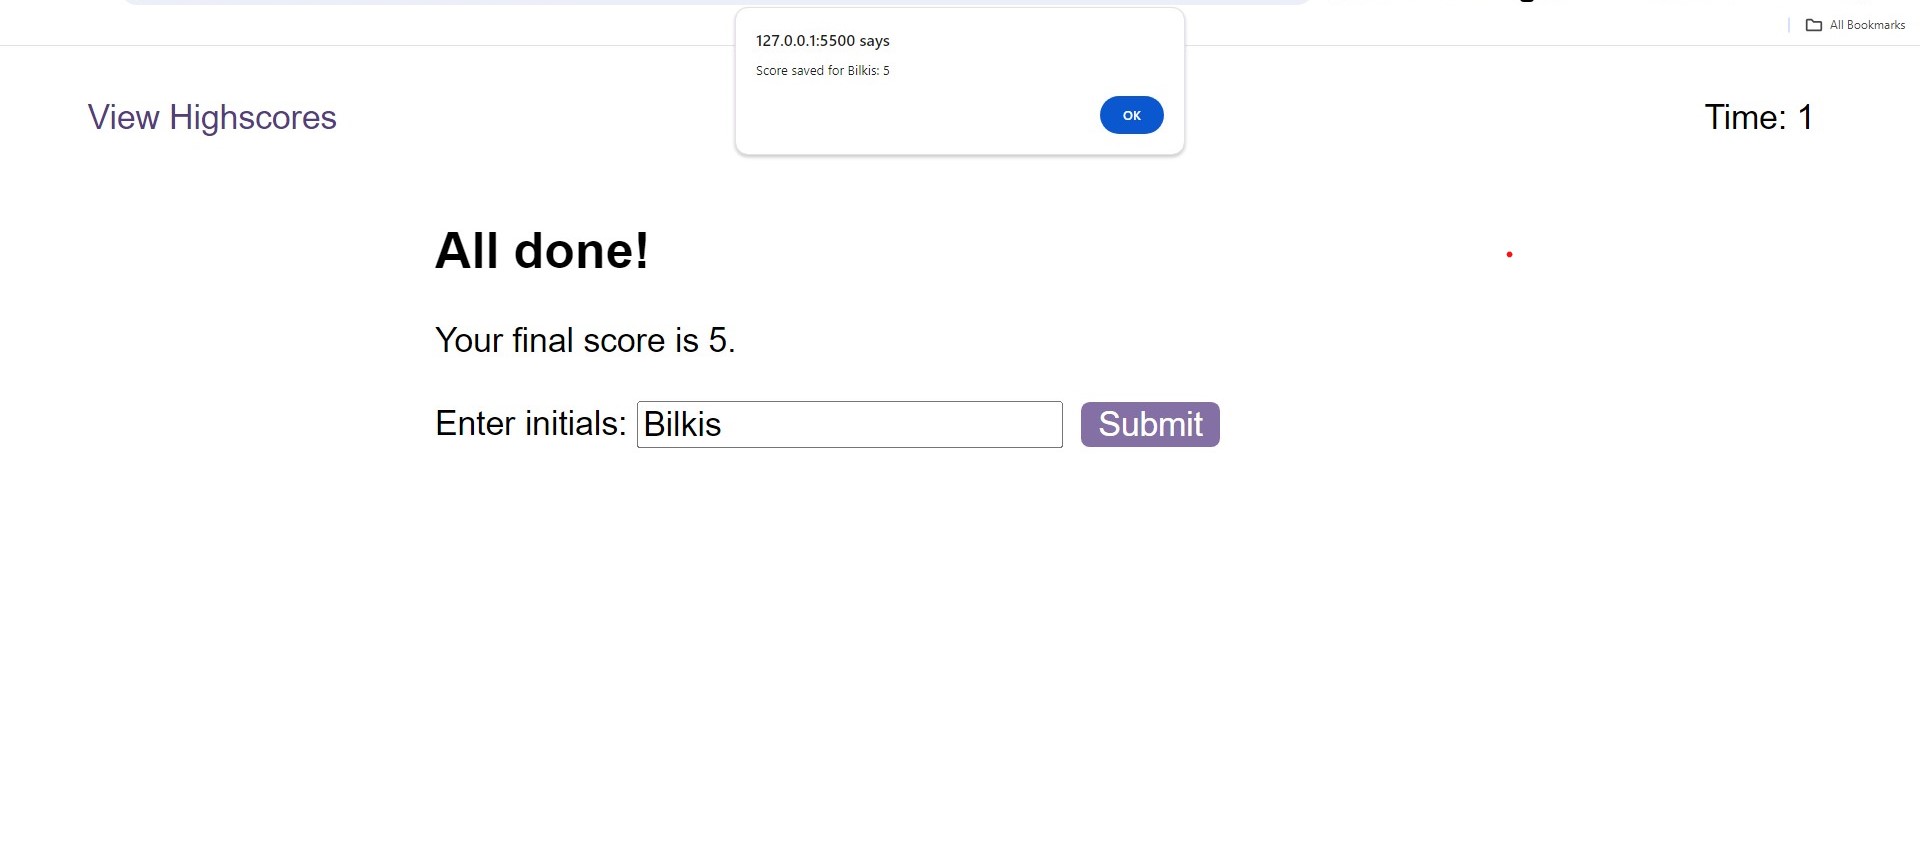 All Bookmarks
127.0.0.1:5500 says
Score saved for Bilkis: 5
OK
View Highscores
Time: 1
All done!
Your final score is 5.
Enter initials: Bilkis Submit